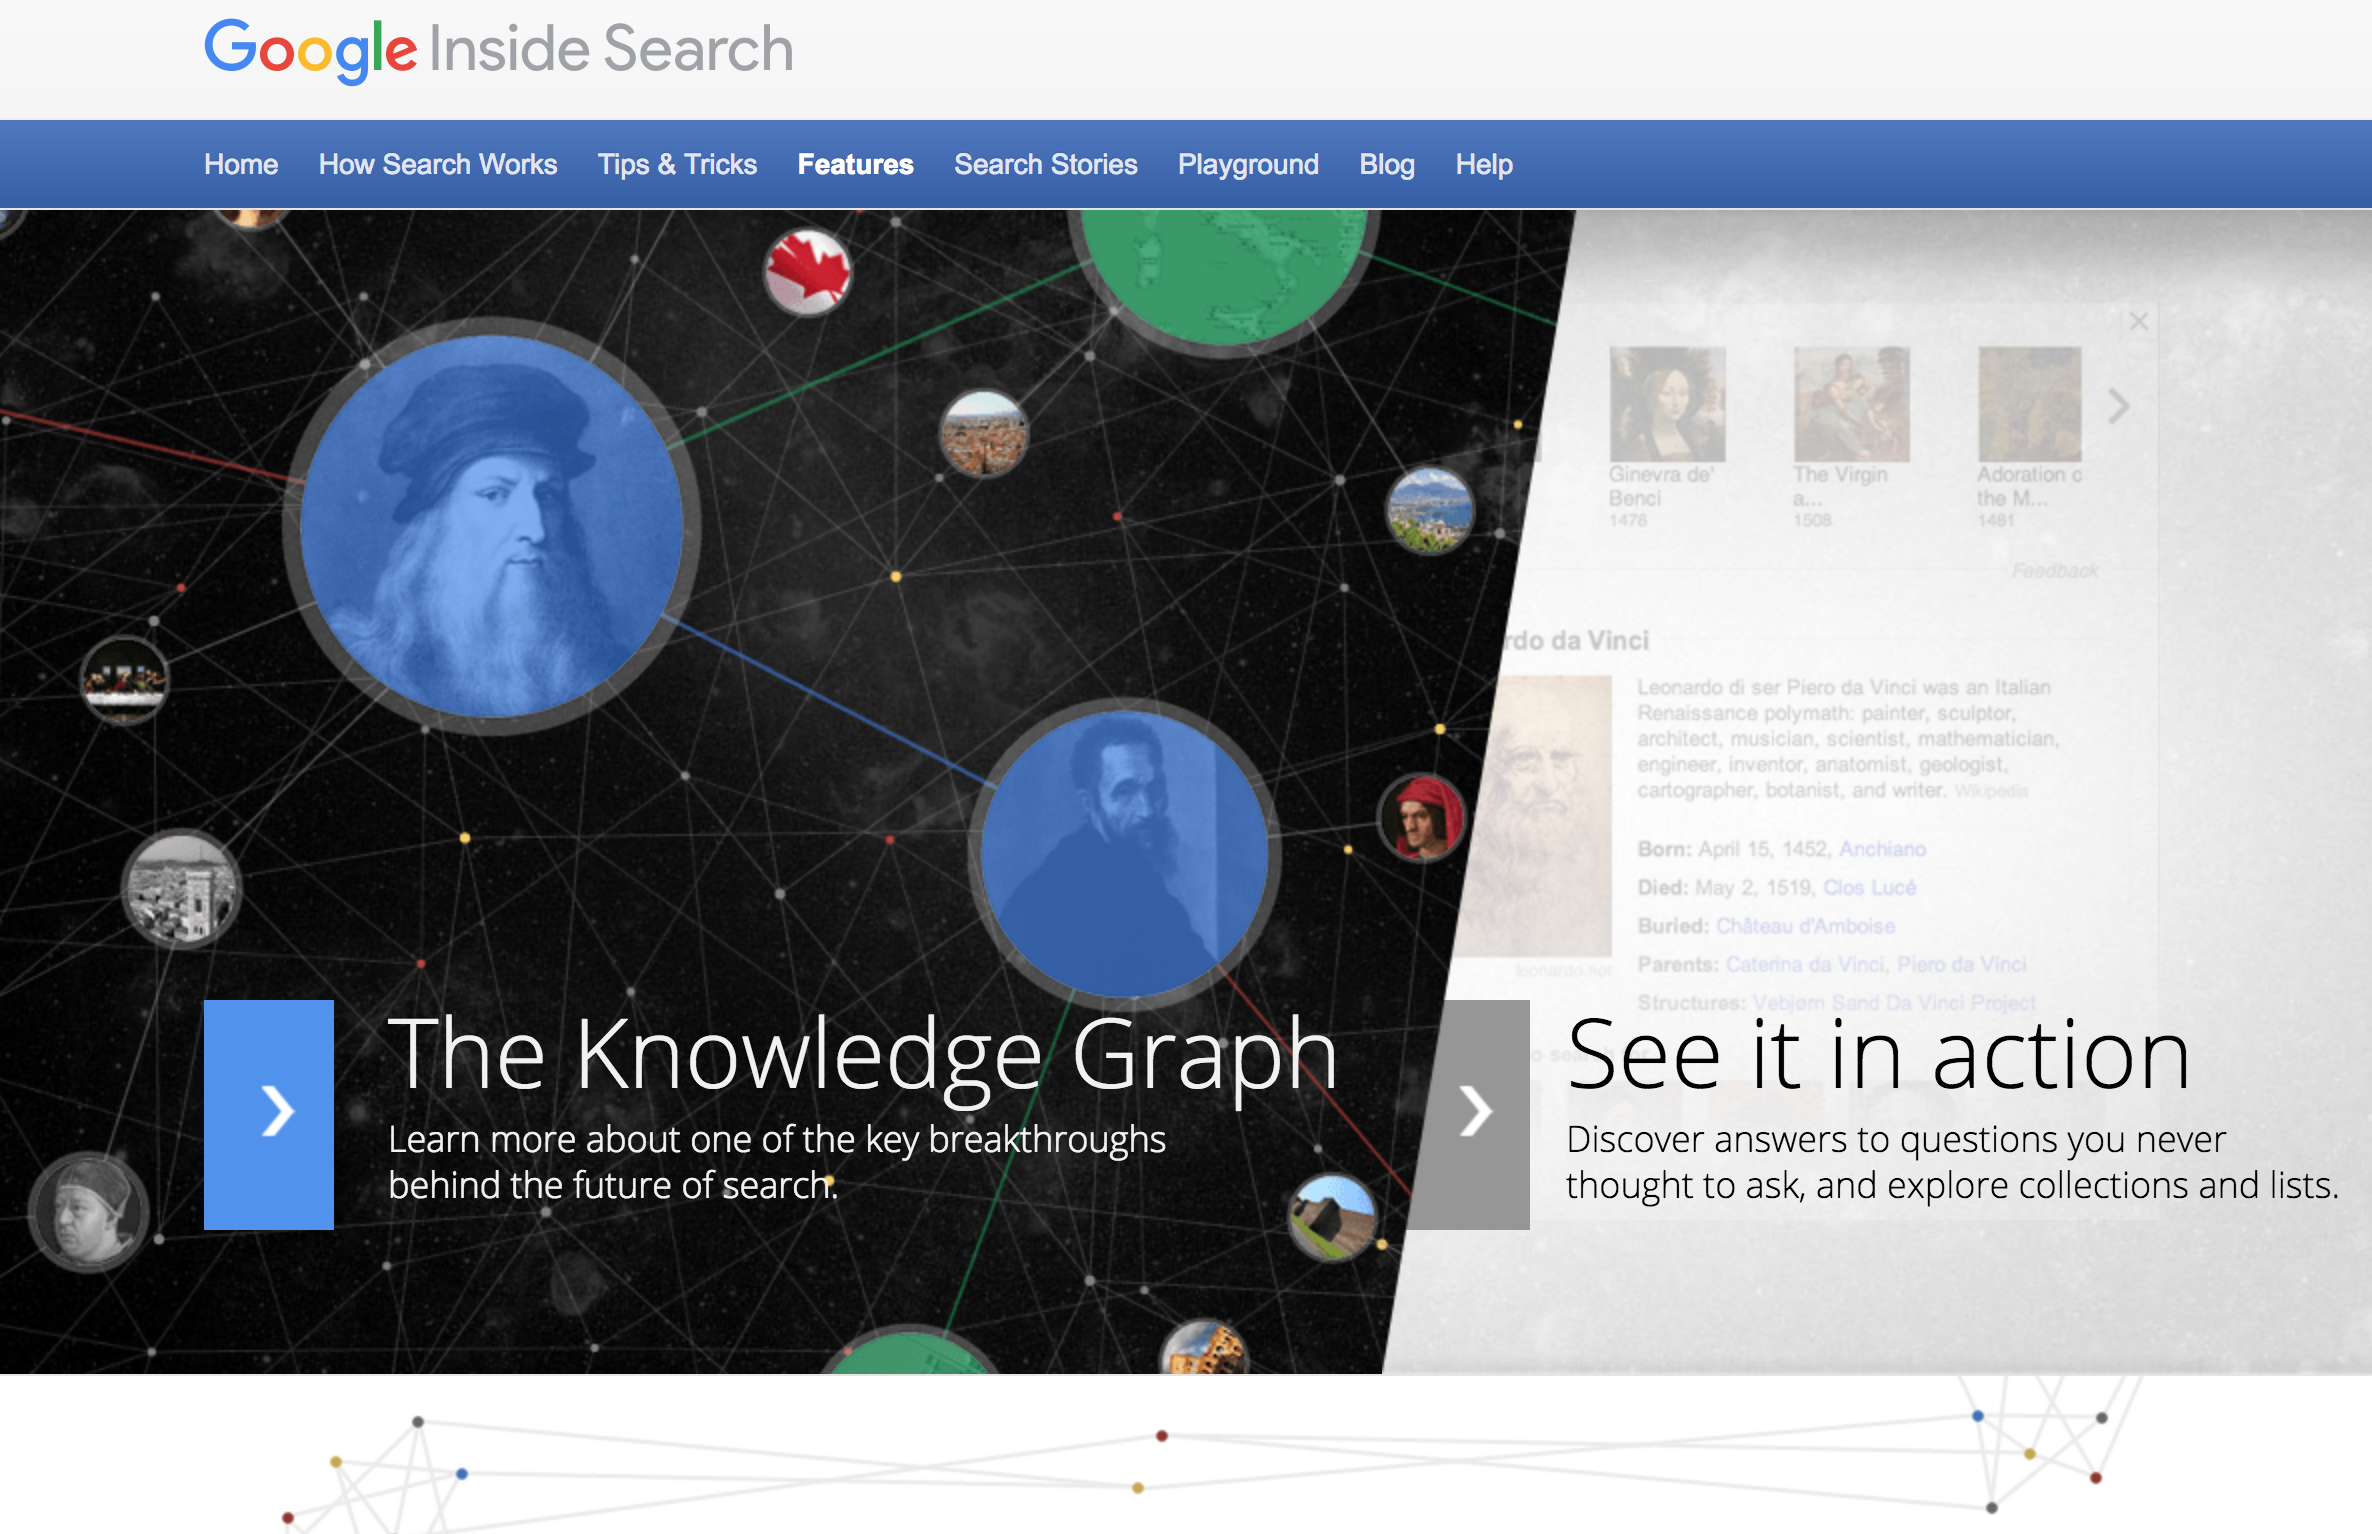 Google Inside Search
Home How Search Works Tips & Tricks Features Search Stories Playground Blog Help
Ginevra de'
Benci
1478
The Virgin
a...
1508
Adoration o
the M...
1481
Feedback
rdo da Vinci
Leonardo di ser Piero da Vinci was an Italian
Renaissance polymath: painter, sculptor,
architect, musician, scientist, mathematician,
engineer, inventor, anatomist, geologist,
cartographer, botanist, and writer. Wikipedia
Born: April 15, 1452, Anchiano
Died: May 2, 1519, Clos Lucé
Buried: Château d'Amboise
leonardo.net
Parents: Caterina da Vinci, Piero da Vinci
Structures: Vebjørn Sand Da Vinci Project
The Knowledge Graph
Learn more about one of the key breakthroughs
behind the future of search.
See it in action
Discover answers to questions you never
thought to ask, and explore collections and lists.